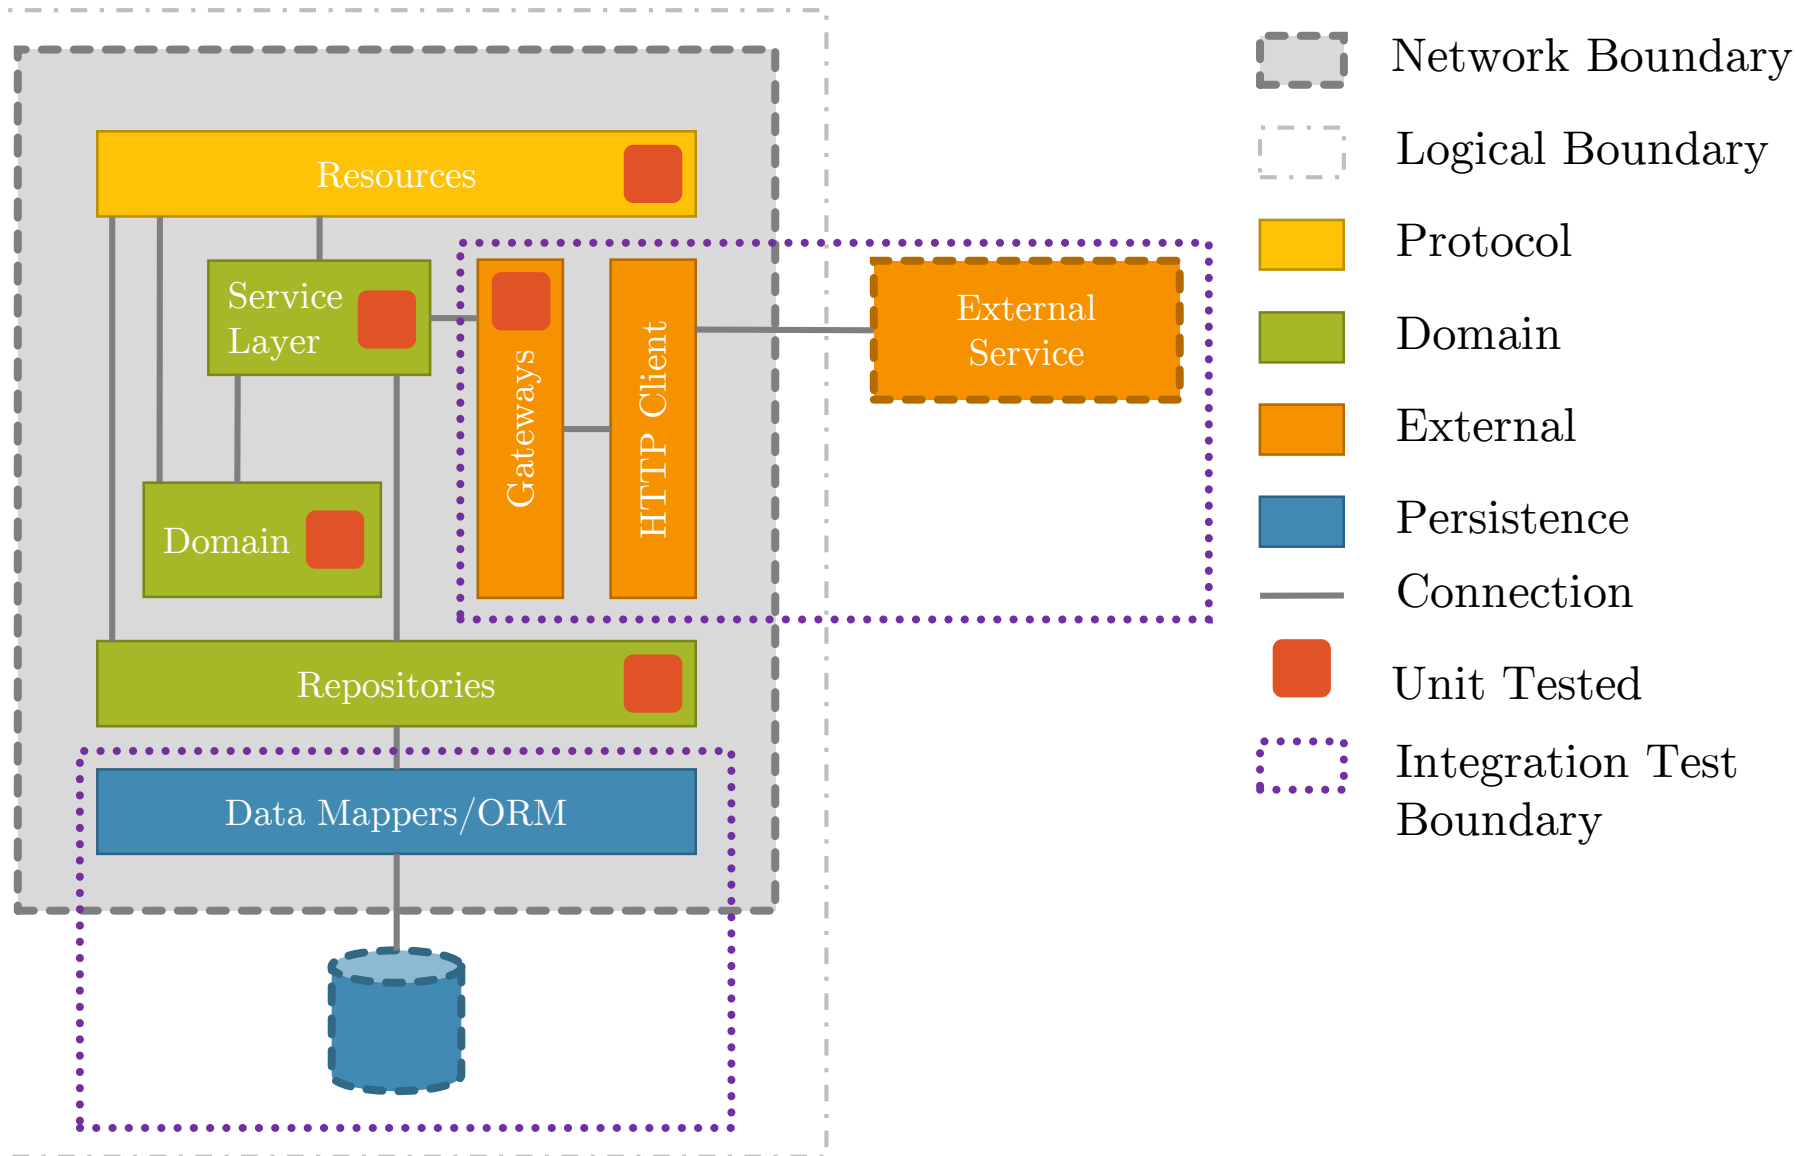 Resources
Service
Layer
Gateways
HTTP Client
External
Service
Domain
Repositories
Data Mappers/ORM
Network Boundary
Logical Boundary
Protocol
Domain
External
Persistence
Connection
Unit Tested
Integration Test
Boundary